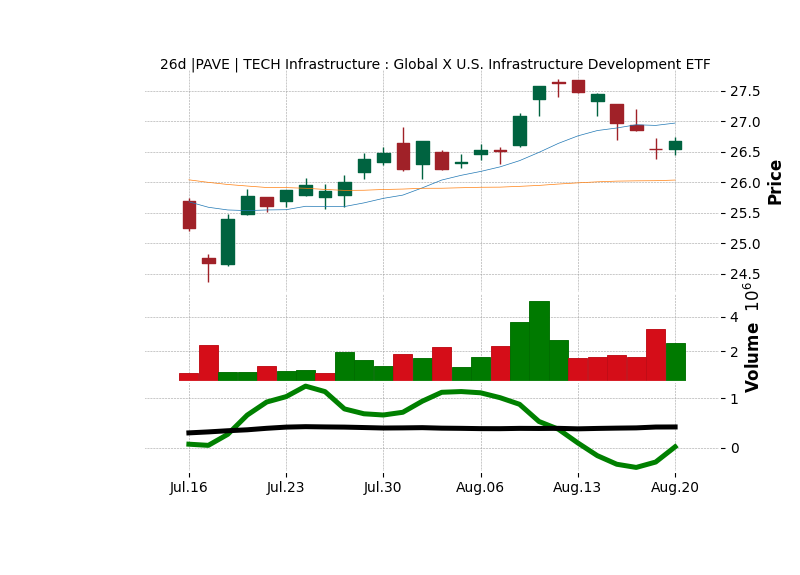 26d |PAVE | TECH Infrastructure : Global X U.S. Infrastructure Development ETF
27.5
27.0
26.5
26.0
25.5
25.0
24.5
Price
4
2
Volume 10^6
1
0
Jul.16 Jul.23 Jul.30 Aug.06 Aug.13 Aug.20